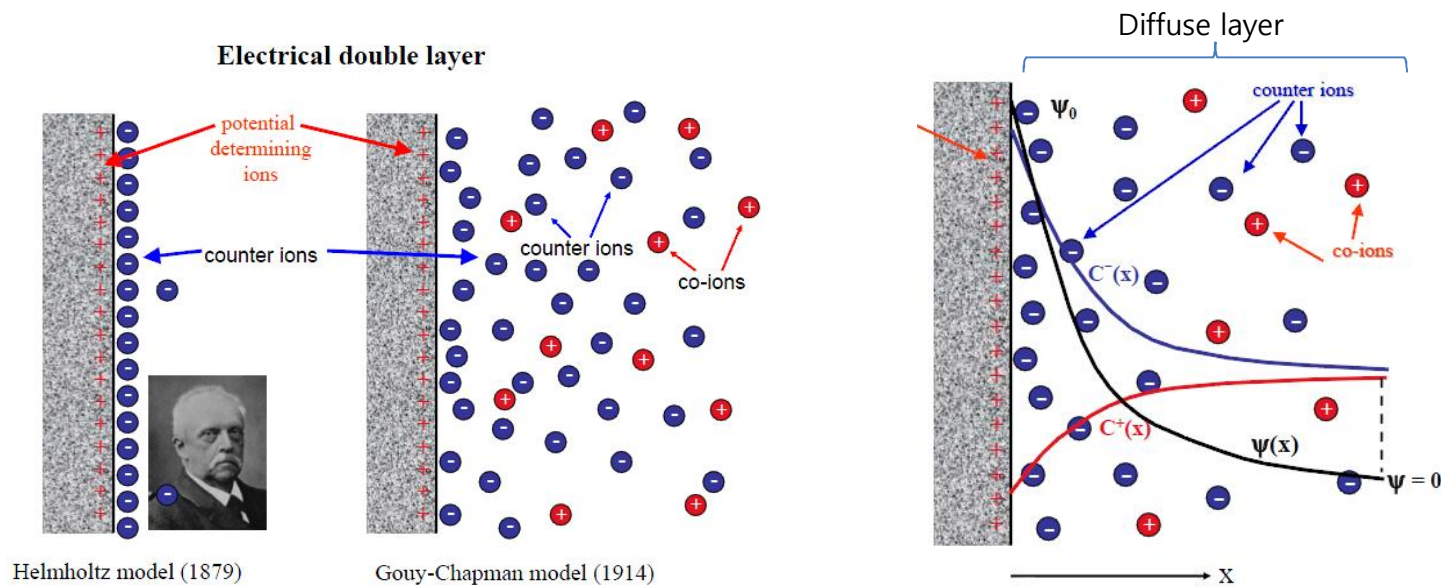 Electrical double layer
potential
determining
ions
counter ions
counter ions
co-ions
Helmholtz model (1879)
Gouy-Chapman model (1914)
Diffuse layer
counter ions
Ψ₀
co-ions
C⁻(x)
C⁺(x)
Ψ(x)
Ψ = 0
X